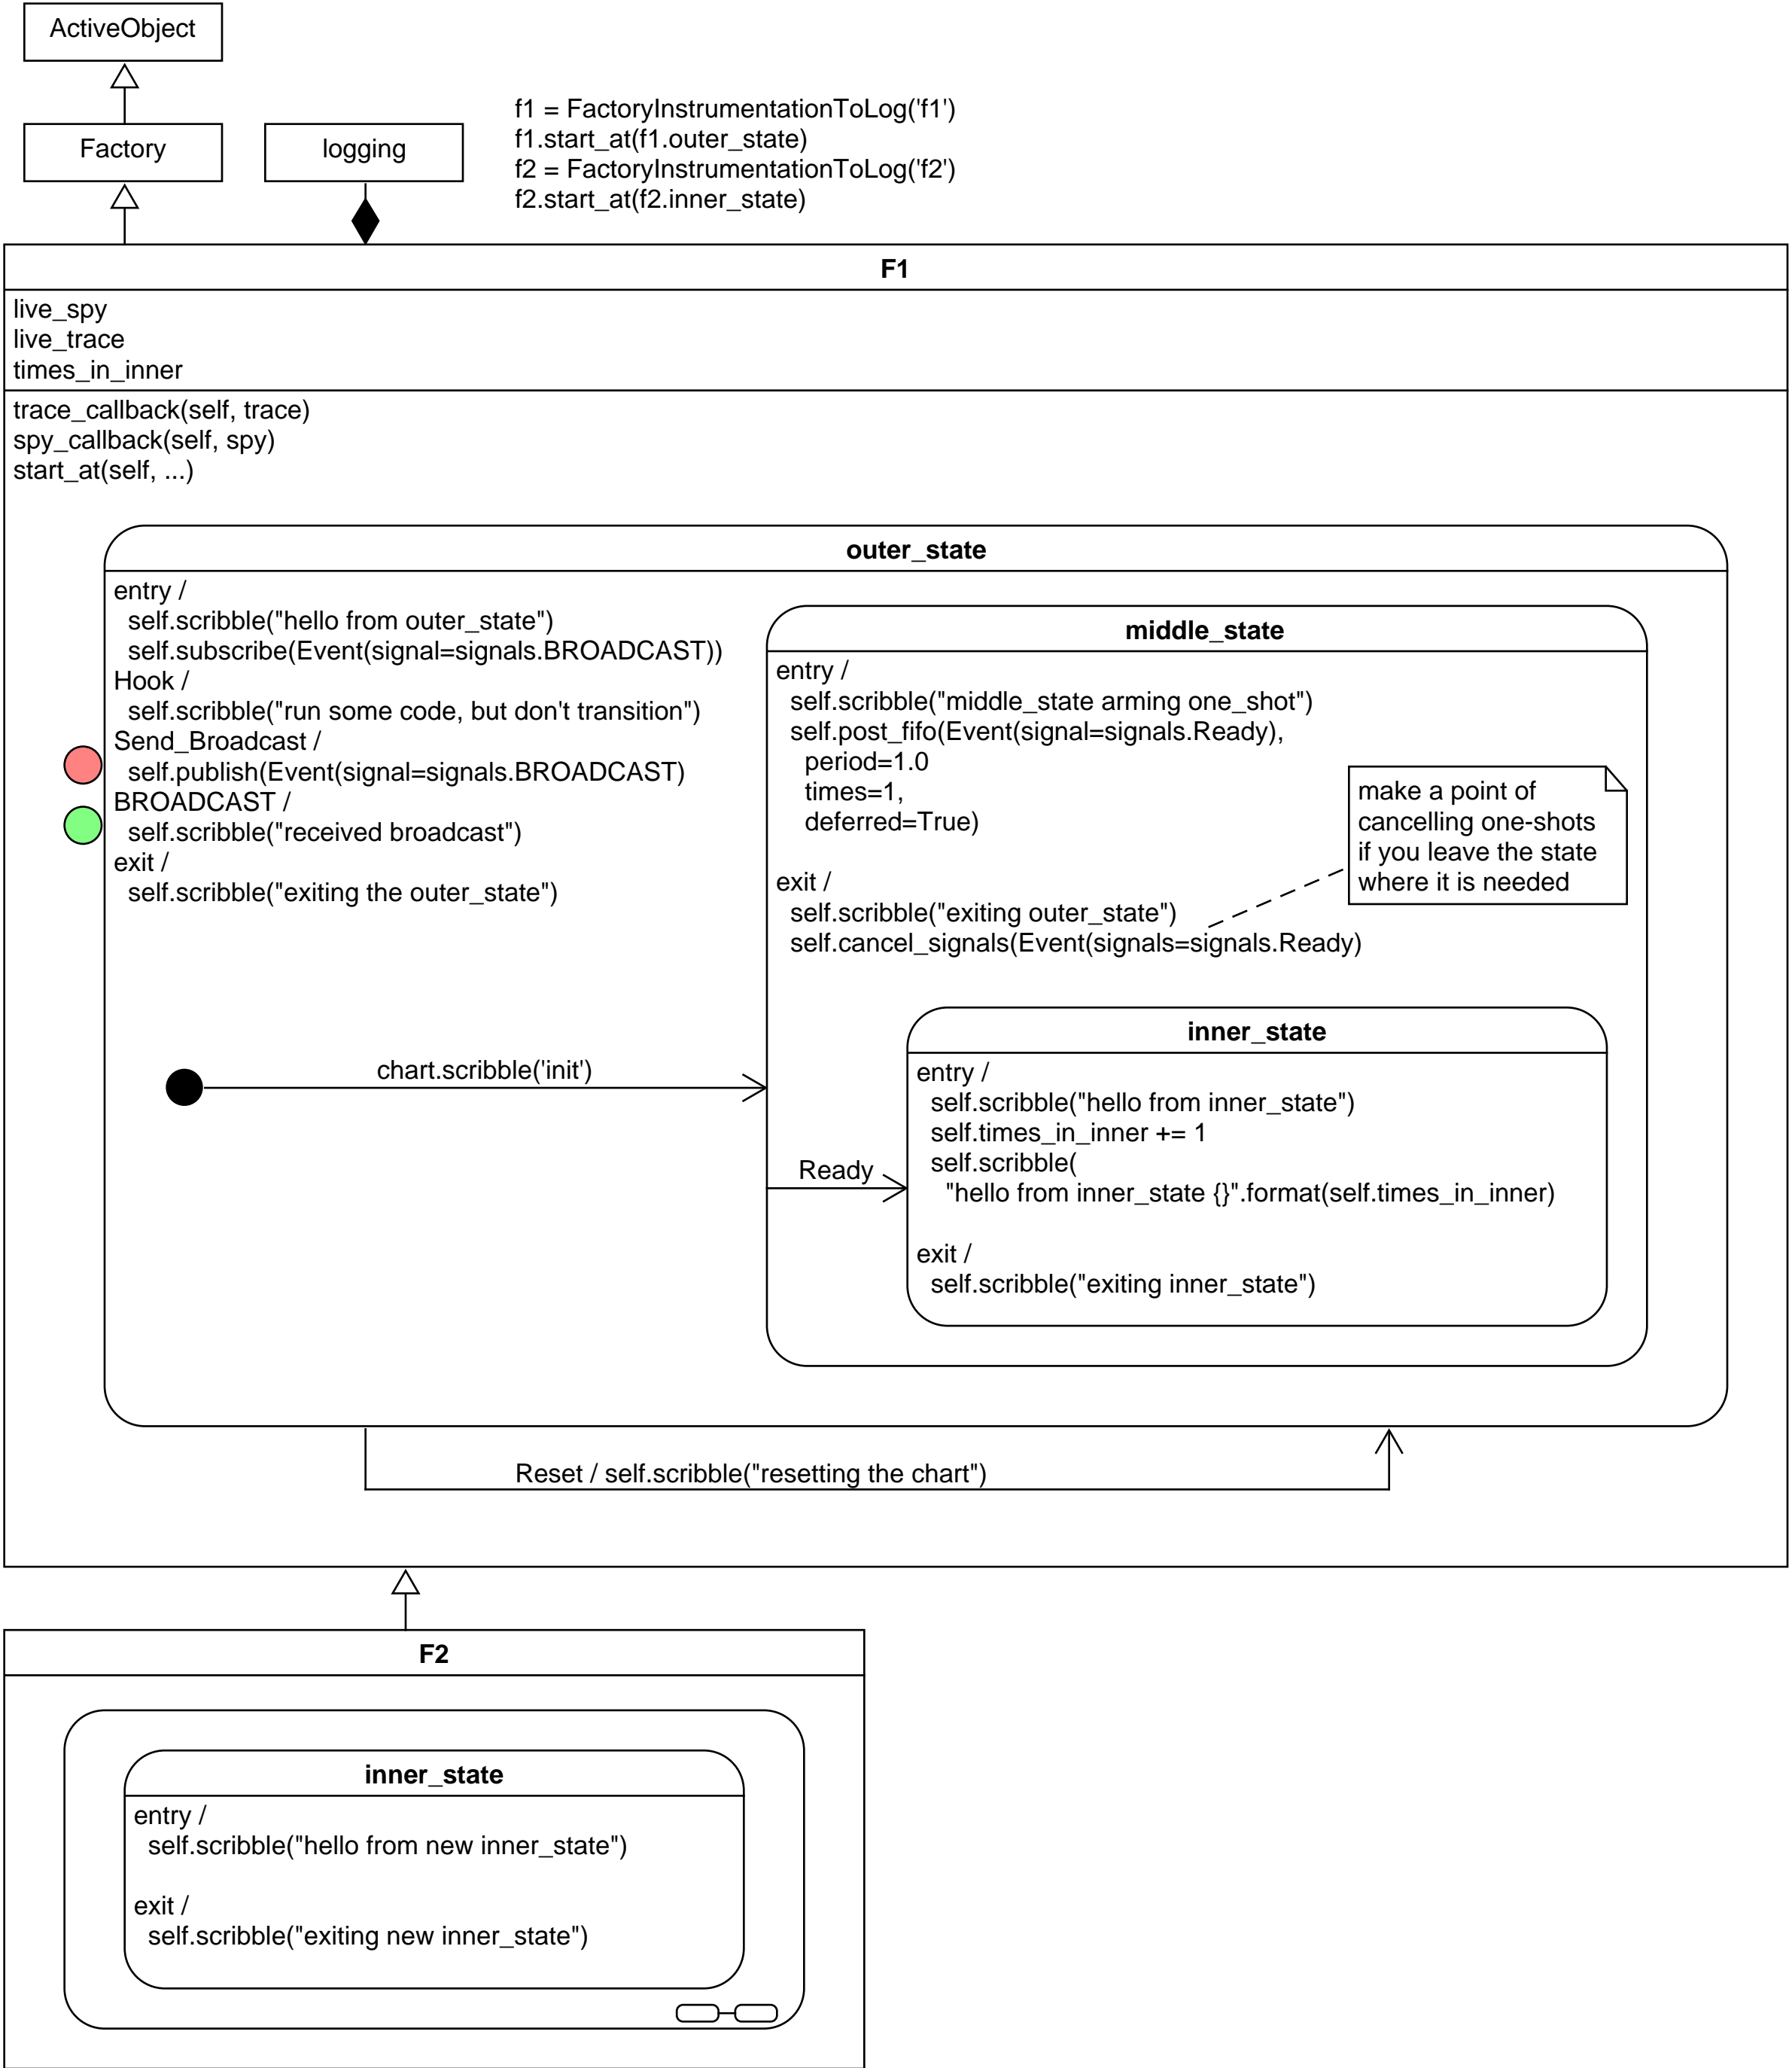 ActiveObject
Factory
logging
f1 = FactoryInstrumentationToLog('f1')
f1.start_at(f1.outer_state)
f2 = FactoryInstrumentationToLog('f2')
f2.start_at(f2.inner_state)
F1
live_spy
live_trace
times_in_inner
trace_callback(self, trace)
spy_callback(self, spy)
start_at(self, ...)
outer_state
entry /
self.scribble("hello from outer_state")
self.subscribe(Event(signal=signals.BROADCAST))
Hook /
self.scribble("run some code, but don't transition")
Send_Broadcast /
self.publish(Event(signal=signals.BROADCAST)
BROADCAST /
self.scribble("received broadcast")
exit /
self.scribble("exiting the outer_state")
middle_state
entry /
self.scribble("middle_state arming one_shot")
self.post_fifo(Event(signal=signals.Ready),
period=1.0
times=1,
deferred=True)
exit /
self.scribble("exiting outer_state")
self.cancel_signals(Event(signals=signals.Ready)
make a point of
cancelling one-shots
if you leave the state
where it is needed
chart.scribble('init')
Ready
inner_state
entry /
self.scribble("hello from inner_state")
self.times_in_inner += 1
self.scribble(
"hello from inner_state {}".format(self.times_in_inner)
exit /
self.scribble("exiting inner_state")
Reset / self.scribble("resetting the chart")
F2
inner_state
entry /
self.scribble("hello from new inner_state")
exit /
self.scribble("exiting new inner_state")